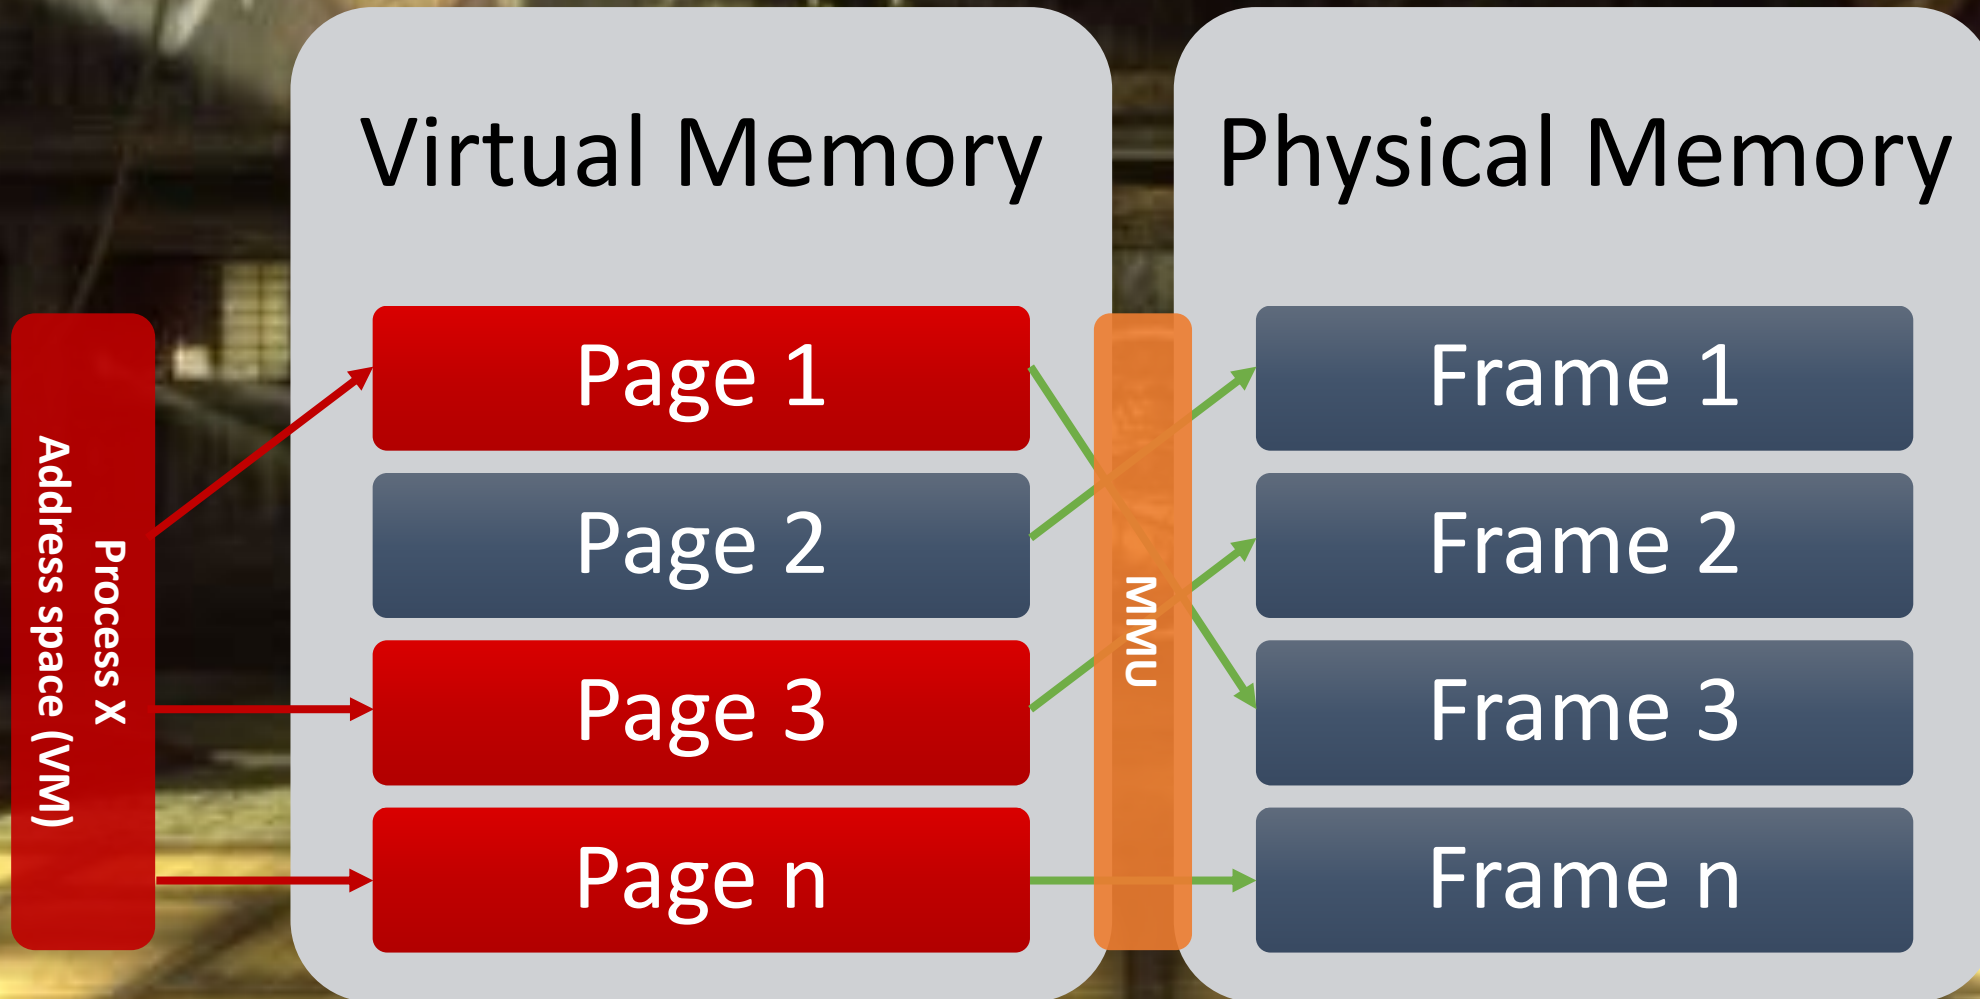 Virtual Memory
Physical Memory
Process X
Address space (VM)
Page 1
Page 2
Page 3
Page n
MMU
Frame 1
Frame 2
Frame 3
Frame n